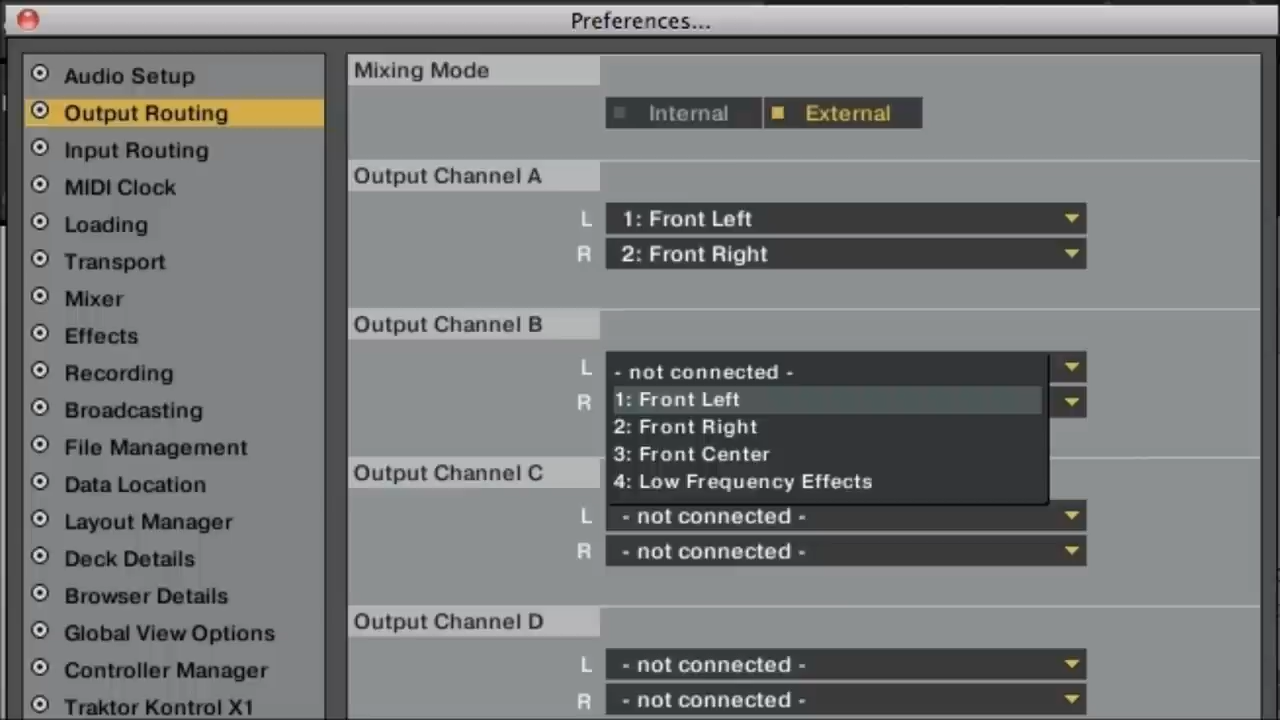 Preferences...
Audio Setup
Output Routing
Input Routing
MIDI Clock
Loading
Transport
Mixer
Effects
Recording
Broadcasting
File Management
Data Location
Layout Manager
Deck Details
Browser Details
Global View Options
Controller Manager
Traktor Kontrol X1
Mixing Mode
Internal
External
Output Channel A
L 1: Front Left
R 2: Front Right
Output Channel B
L
R
- not connected -
1: Front Left
2: Front Right
3: Front Center
4: Low Frequency Effects
Output Channel C
L - not connected -
R - not connected -
Output Channel D
L - not connected -
R - not connected -